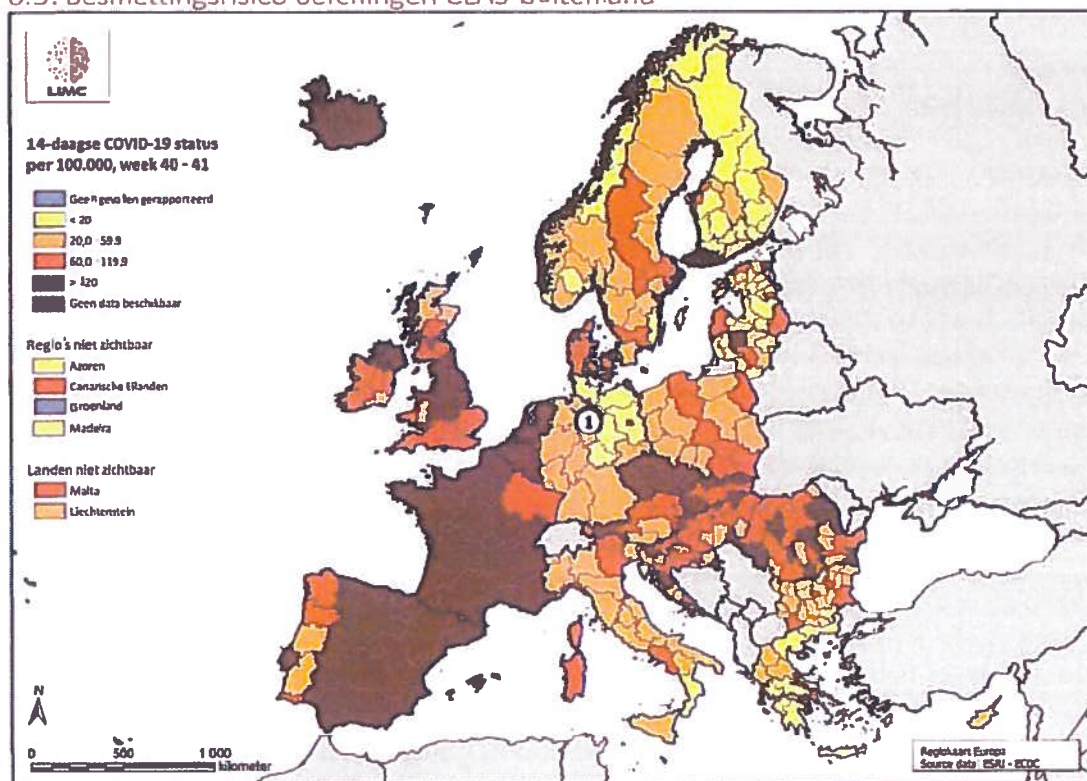 LIMC
14-daagse COVID-19 status
per 100.000, week 40 - 41
Geen gevallen gerapporteerd
< 20
20,0 - 59,9
60,0 - 119,9
> 120
Geen data beschikbaar
Regio's niet zichtbaar
Azoren
Canarische Eilanden
Groenland
Madeira
Landen niet zichtbaar
Malta
Liechtenstein
1
N
0 500 1 000
kilometer
Regiokaart Europa
Source data: ESRI - ECDC